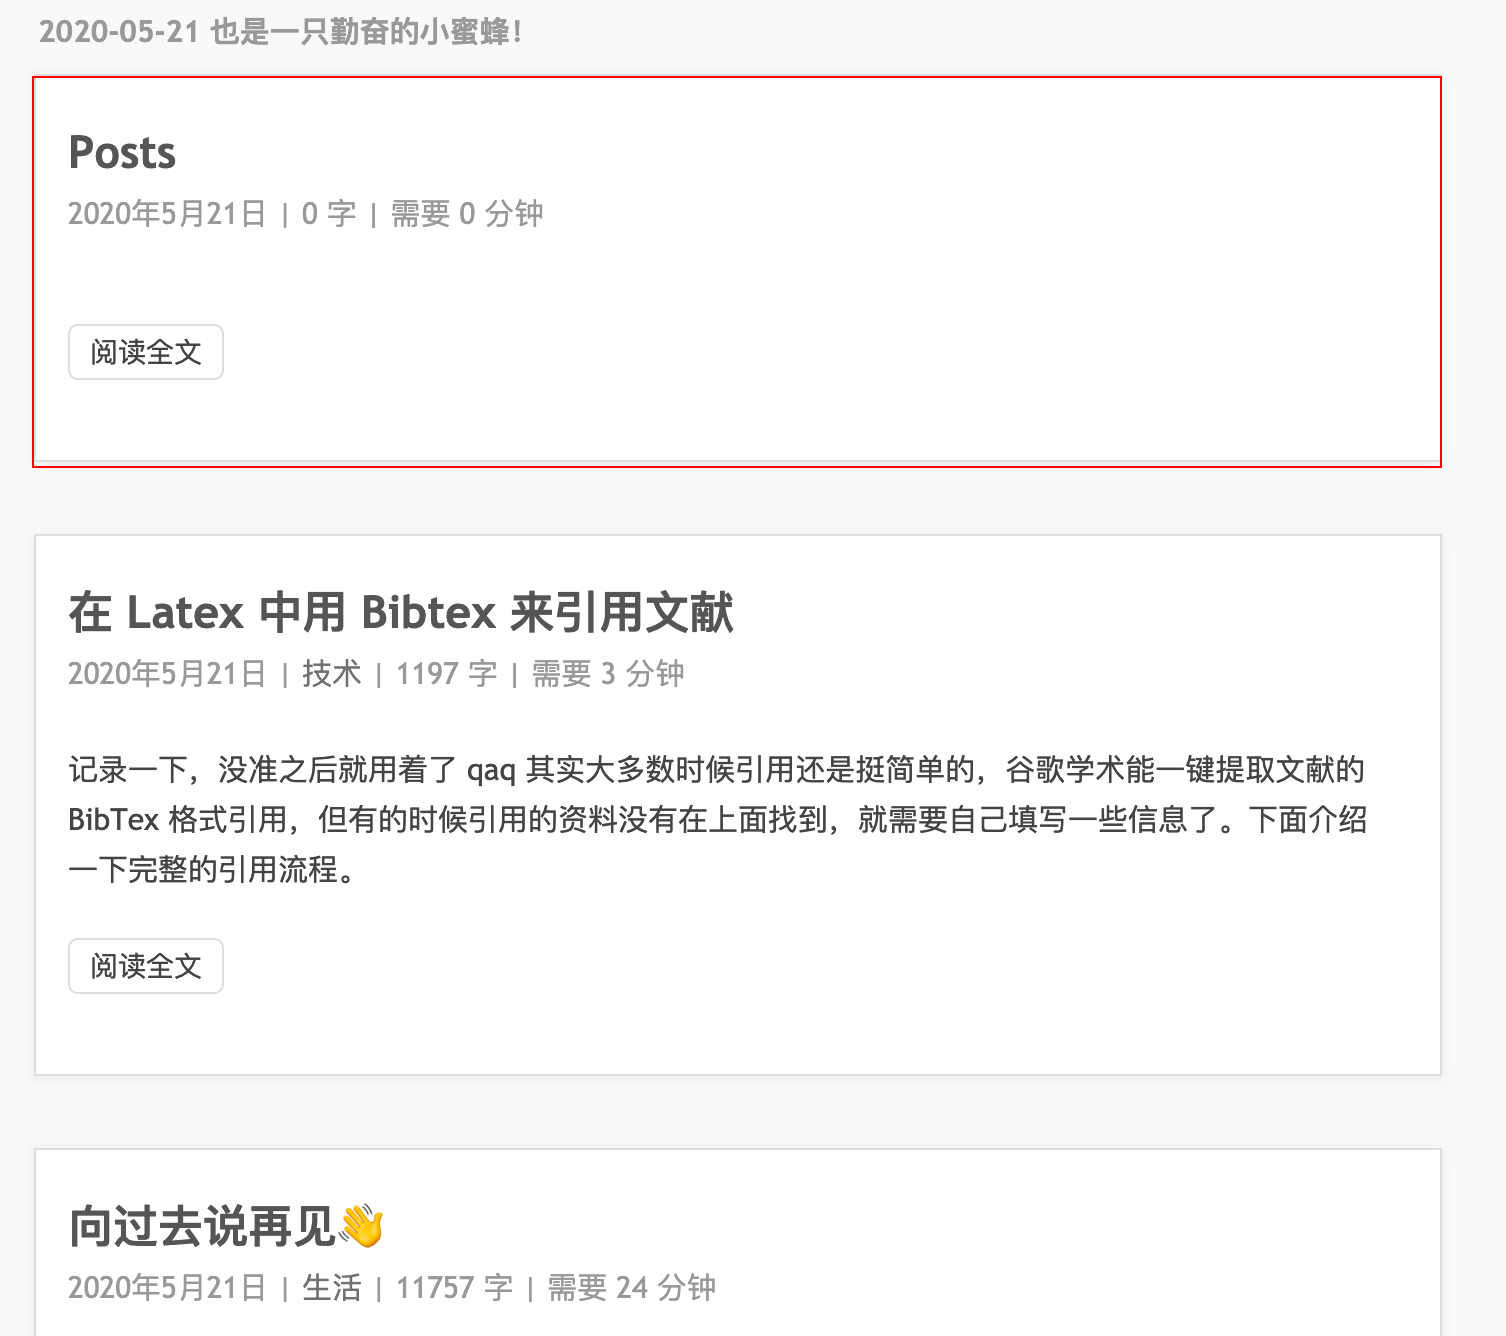 2020-05-21 也是一只勤奋的小蜜蜂！
Posts
2020年5月21日 | 0 字 | 需要 0 分钟
阅读全文
在 Latex 中用 Bibtex 来引用文献
2020年5月21日 | 技术 | 1197 字 | 需要 3 分钟
记录一下，没准之后就用着了 qaq 其实大多数时候引用还是挺简单的，谷歌学术能一键提取文献的
BibTex 格式引用，但有的时候引用的资料没有在上面找到，就需要自己填写一些信息了。下面介绍
一下完整的引用流程。
阅读全文
向过去说再见👋
2020年5月21日 | 生活 | 11757 字 | 需要 24 分钟